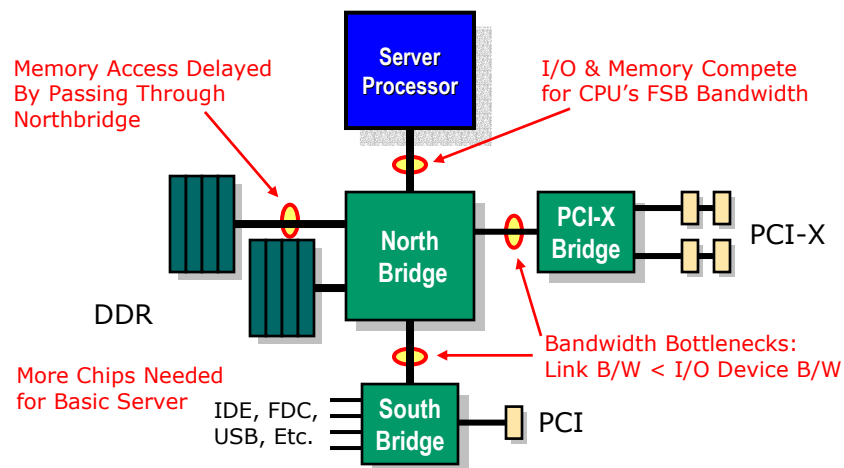 Server
Processor
Memory Access Delayed
By Passing Through
Northbridge
I/O & Memory Compete
for CPU's FSB Bandwidth
North
Bridge
PCI-X
Bridge
PCI-X
DDR
Bandwidth Bottlenecks:
Link B/W < I/O Device B/W
More Chips Needed
for Basic Server
IDE, FDC,
USB, Etc.
South
Bridge
PCI